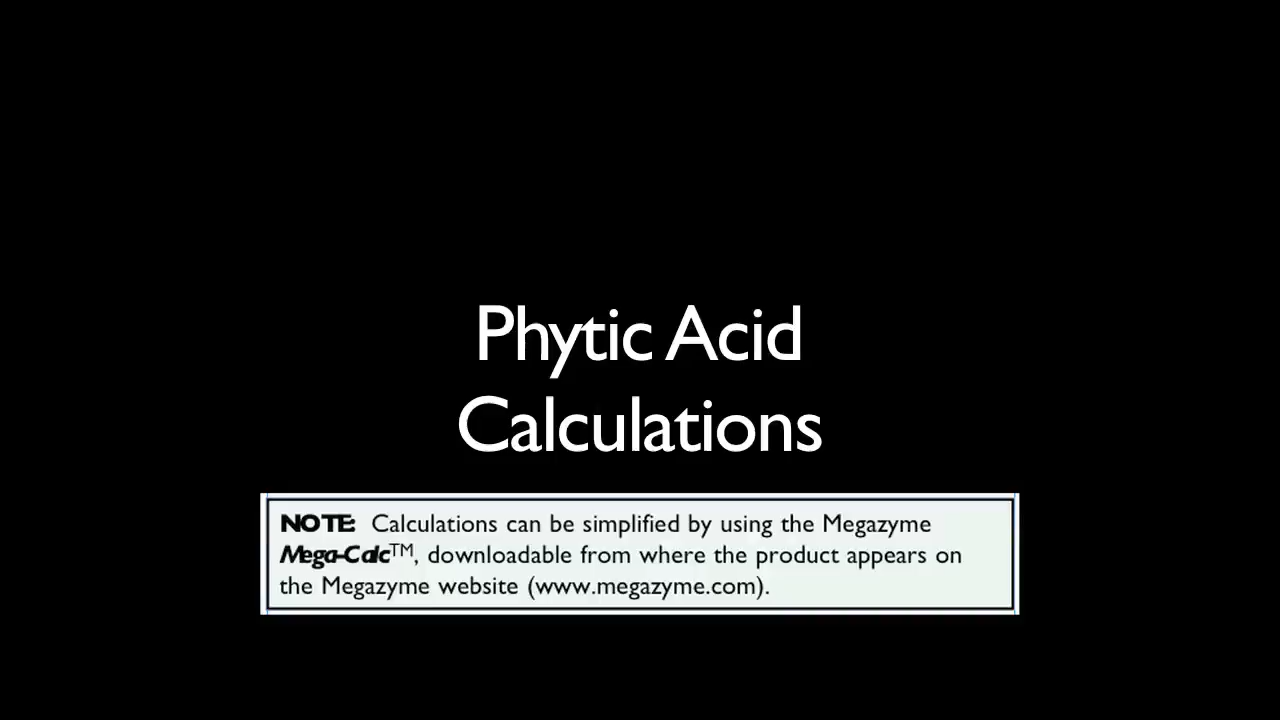 Phytic Acid
Calculations
NOTE: Calculations can be simplified by using the Megazyme
Mega-Calc™, downloadable from where the product appears on
the Megazyme website (www.megazyme.com).